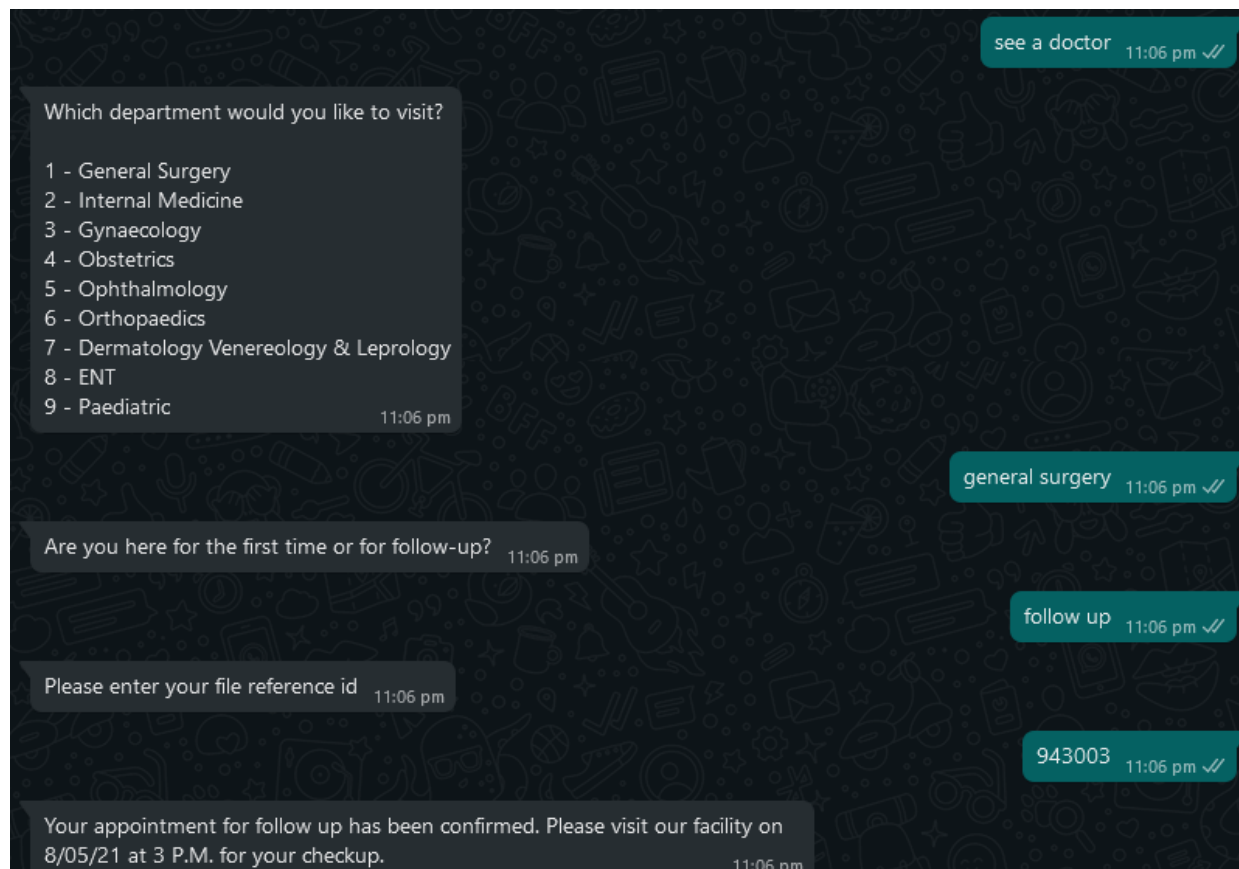 see a doctor 11:06 pm
Which department would you like to visit?
1 - General Surgery
2 - Internal Medicine
3 - Gynaecology
4 - Obstetrics
5 - Ophthalmology
6 - Orthopaedics
7 - Dermatology Venereology & Leprology
8 - ENT
9 - Paediatric
11:06 pm
general surgery 11:06 pm
Are you here for the first time or for follow-up? 11:06 pm
follow up 11:06 pm
Please enter your file reference id 11:06 pm
943003 11:06 pm
Your appointment for follow up has been confirmed. Please visit our facility on
8/05/21 at 3 P.M. for your checkup.
11:06 pm